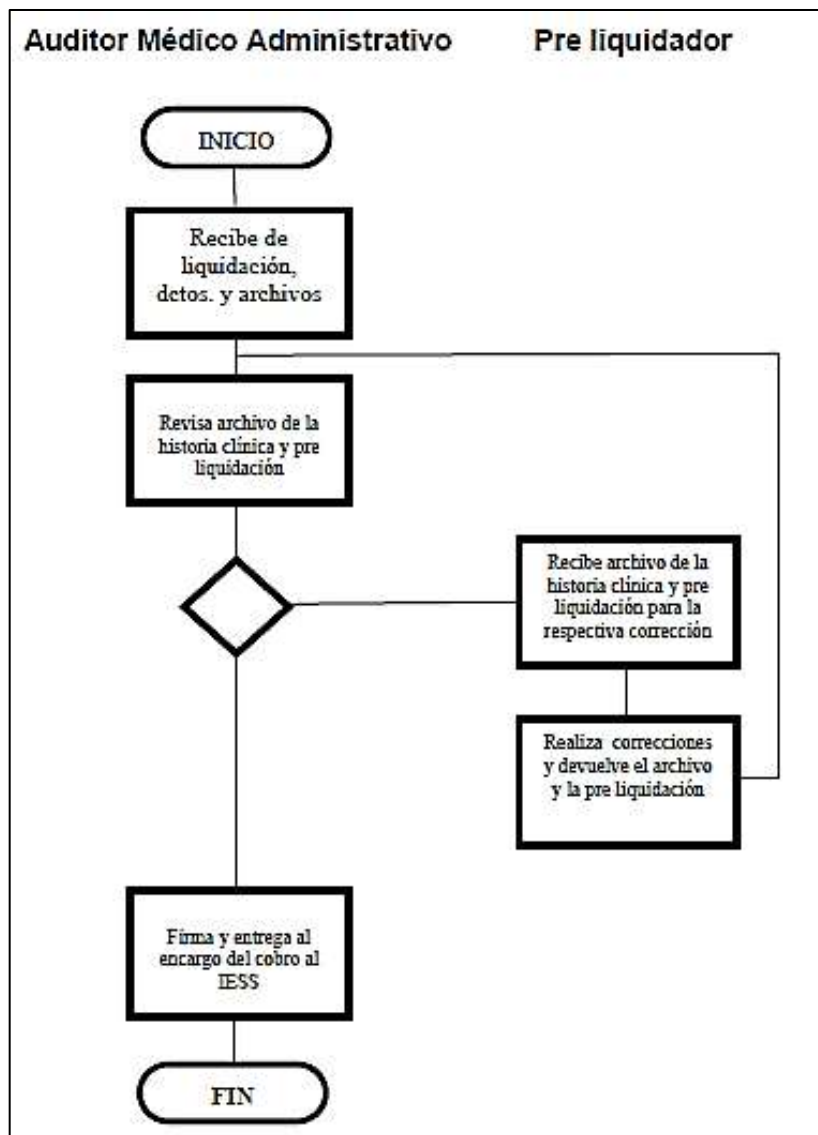 Auditor Médico Administrativo
Pre liquidador
INICIO
Recibe de
liquidación,
dctos. y archivos
Revisa archivo de la
historia clínica y pre
liquidación
Recibe archivo de la
historia clínica y pre
liquidación para la
respectiva corrección
Realiza correcciones
y devuelve el archivo
y la pre liquidación
Firma y entrega al
encargo del cobro al
IESS
FIN